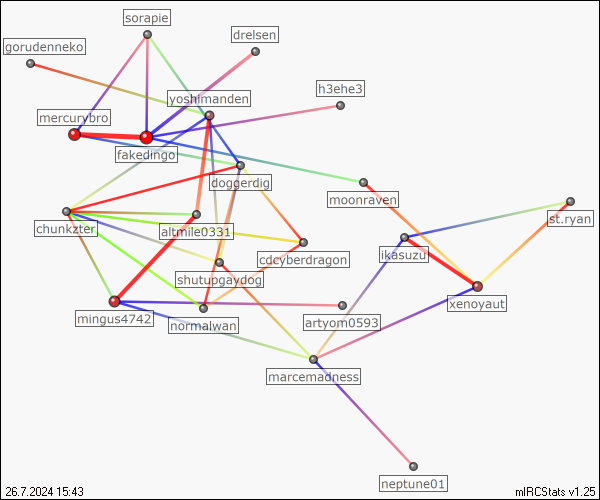 sorapie
drelsen
gorudenneko
h3ehe3
yoshimanden
mercurybro
fakedingo
doggerdig
moonraven
st.ryan
chunkzter
altmile0331
ikasuzu
cdcyberdragon
shutupgaydog
xenoyaut
mingus4742
normalwan
artyom0593
marcemadness
neptune01
26.7.2024 15:43
mIRCStats v1.25